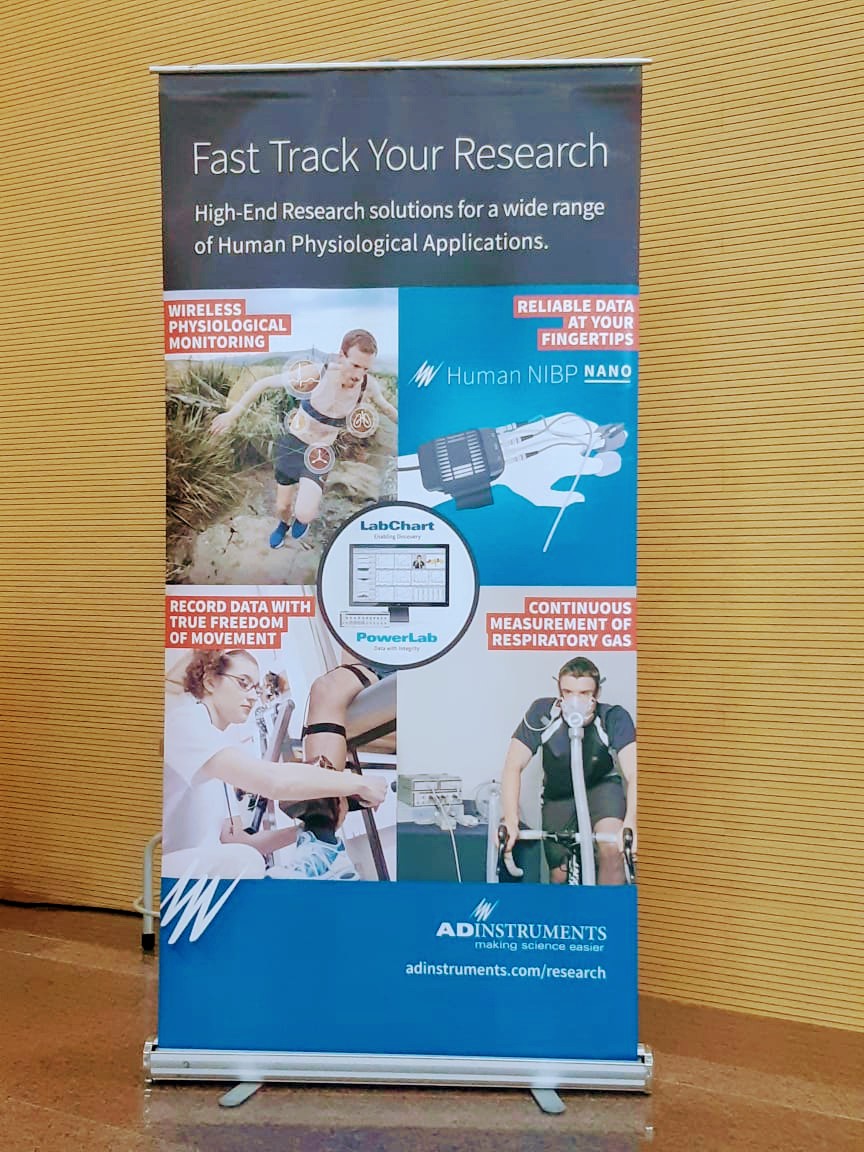 Fast Track Your Research
High-End Research solutions for a wide range
of Human Physiological Applications.
WIRELESS
PHYSIOLOGICAL
MONITORING
RELIABLE DATA
AT YOUR
FINGERTIPS
Human NIBP NANO
LabChart
Enabling Discovery
PowerLab
Data with Integrity
RECORD DATA WITH
TRUE FREEDOM
OF MOVEMENT
CONTINUOUS
MEASUREMENT OF
RESPIRATORY GAS
ADINSTRUMENTS
making science easier
adinstruments.com/research